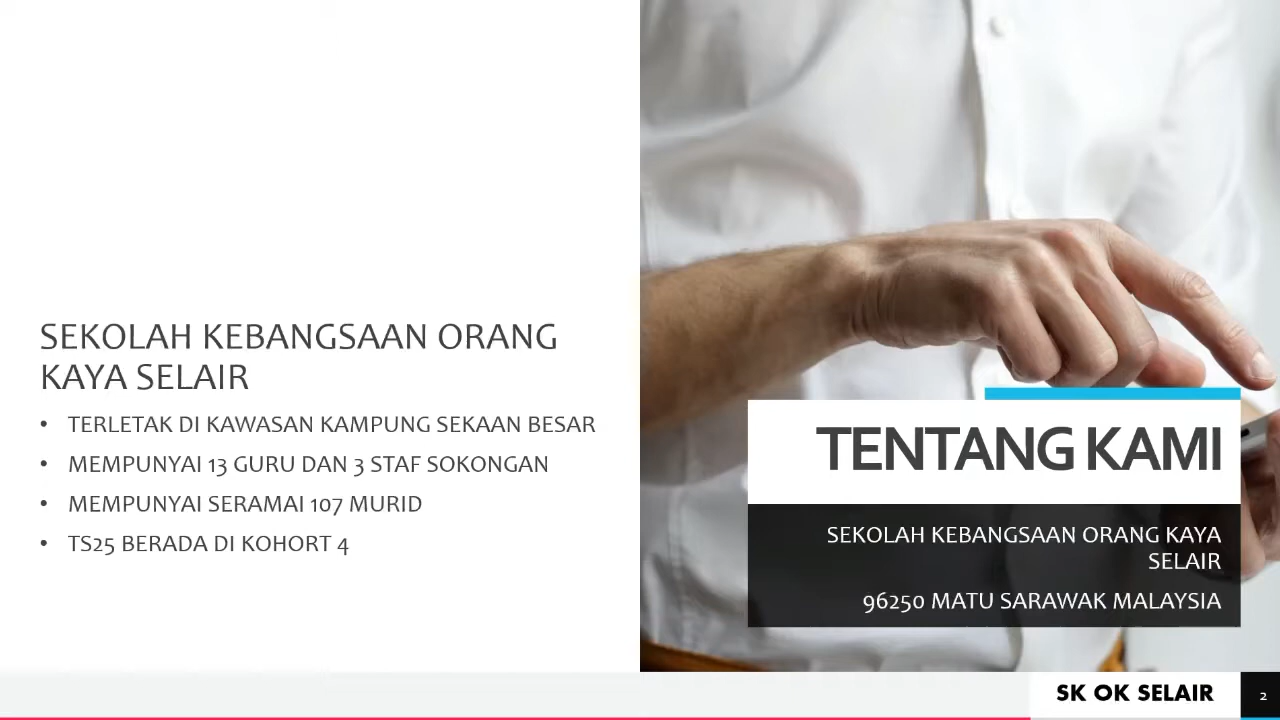 SEKOLAH KEBANGSAAN ORANG
KAYA SELAIR
• TERLETAK DI KAWASAN KAMPUNG SEKAAN BESAR
• MEMPUNYAI 13 GURU DAN 3 STAF SOKONGAN
• MEMPUNYAI SERAMAI 107 MURID
• TS25 BERADA DI KOHORT 4
TENTANG KAMI
SEKOLAH KEBANGSAAN ORANG KAYA
SELAIR
96250 MATU SARAWAK MALAYSIA
SK OK SELAIR
2